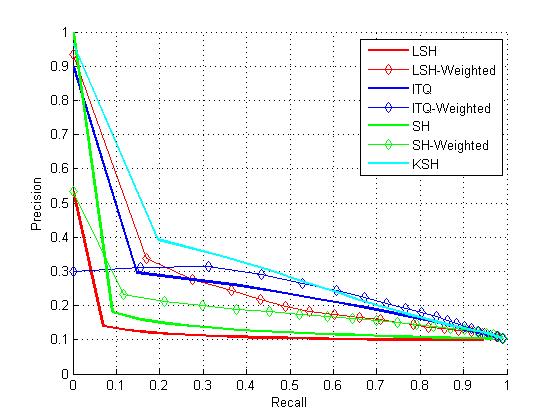 1
0.9
0.8
0.7
0.6
0.5
0.4
0.3
0.2
0.1
0
Precision
LSH
LSH-Weighted
ITQ
ITQ-Weighted
SH
SH-Weighted
KSH
0 0.1 0.2 0.3 0.4 0.5 0.6 0.7 0.8 0.9 1
Recall